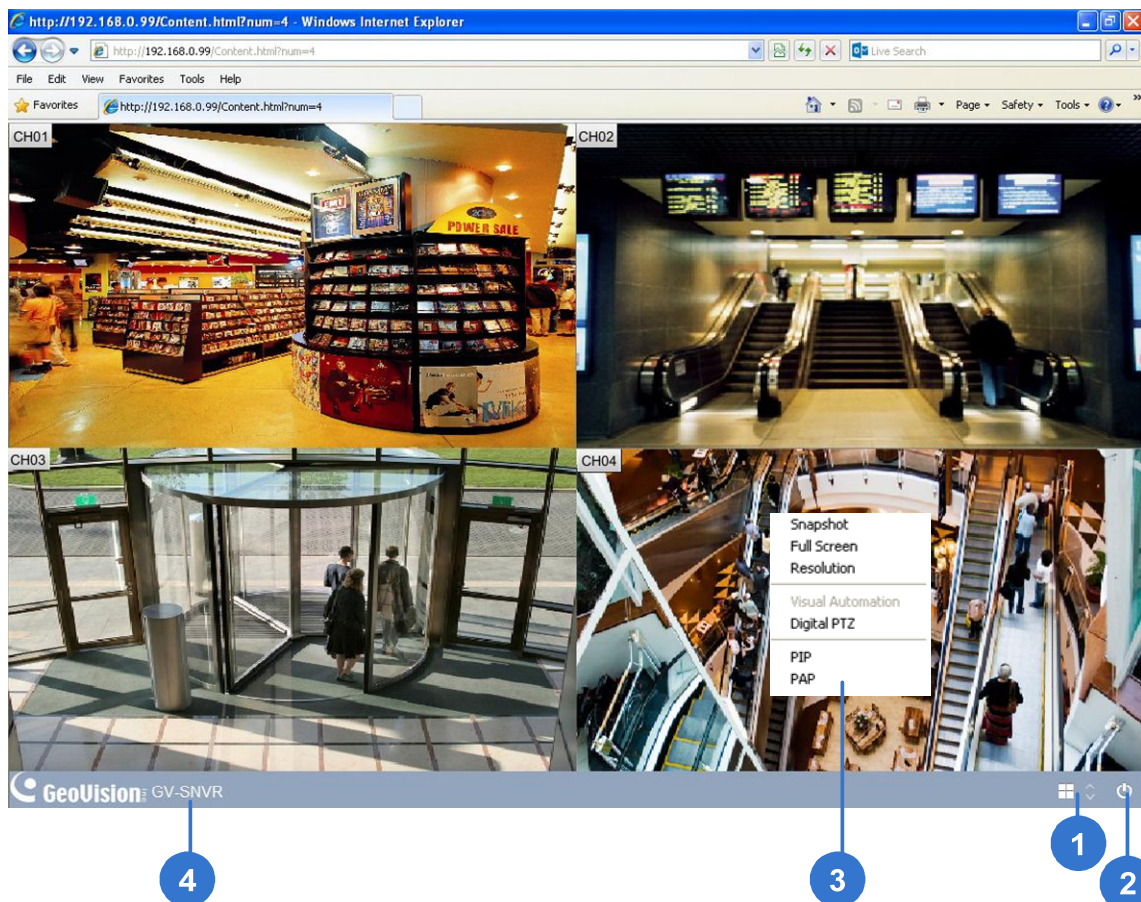 http://192.168.0.99/Content.html?num=4 - Windows Internet Explorer
http://192.168.0.99/Content.html?num=4
Live Search
File Edit View Favorites Tools Help
Favorites
http://192.168.0.99/Content.html?num=4
Page Safety Tools
CH01
CH02
EMI
POWER SALE
CH03
CH04
Snapshot
Full Screen
Resolution
Visual Automation
Digital PTZ
PIP
PAP
GeoVision GV-SNVR
1
2
3
4